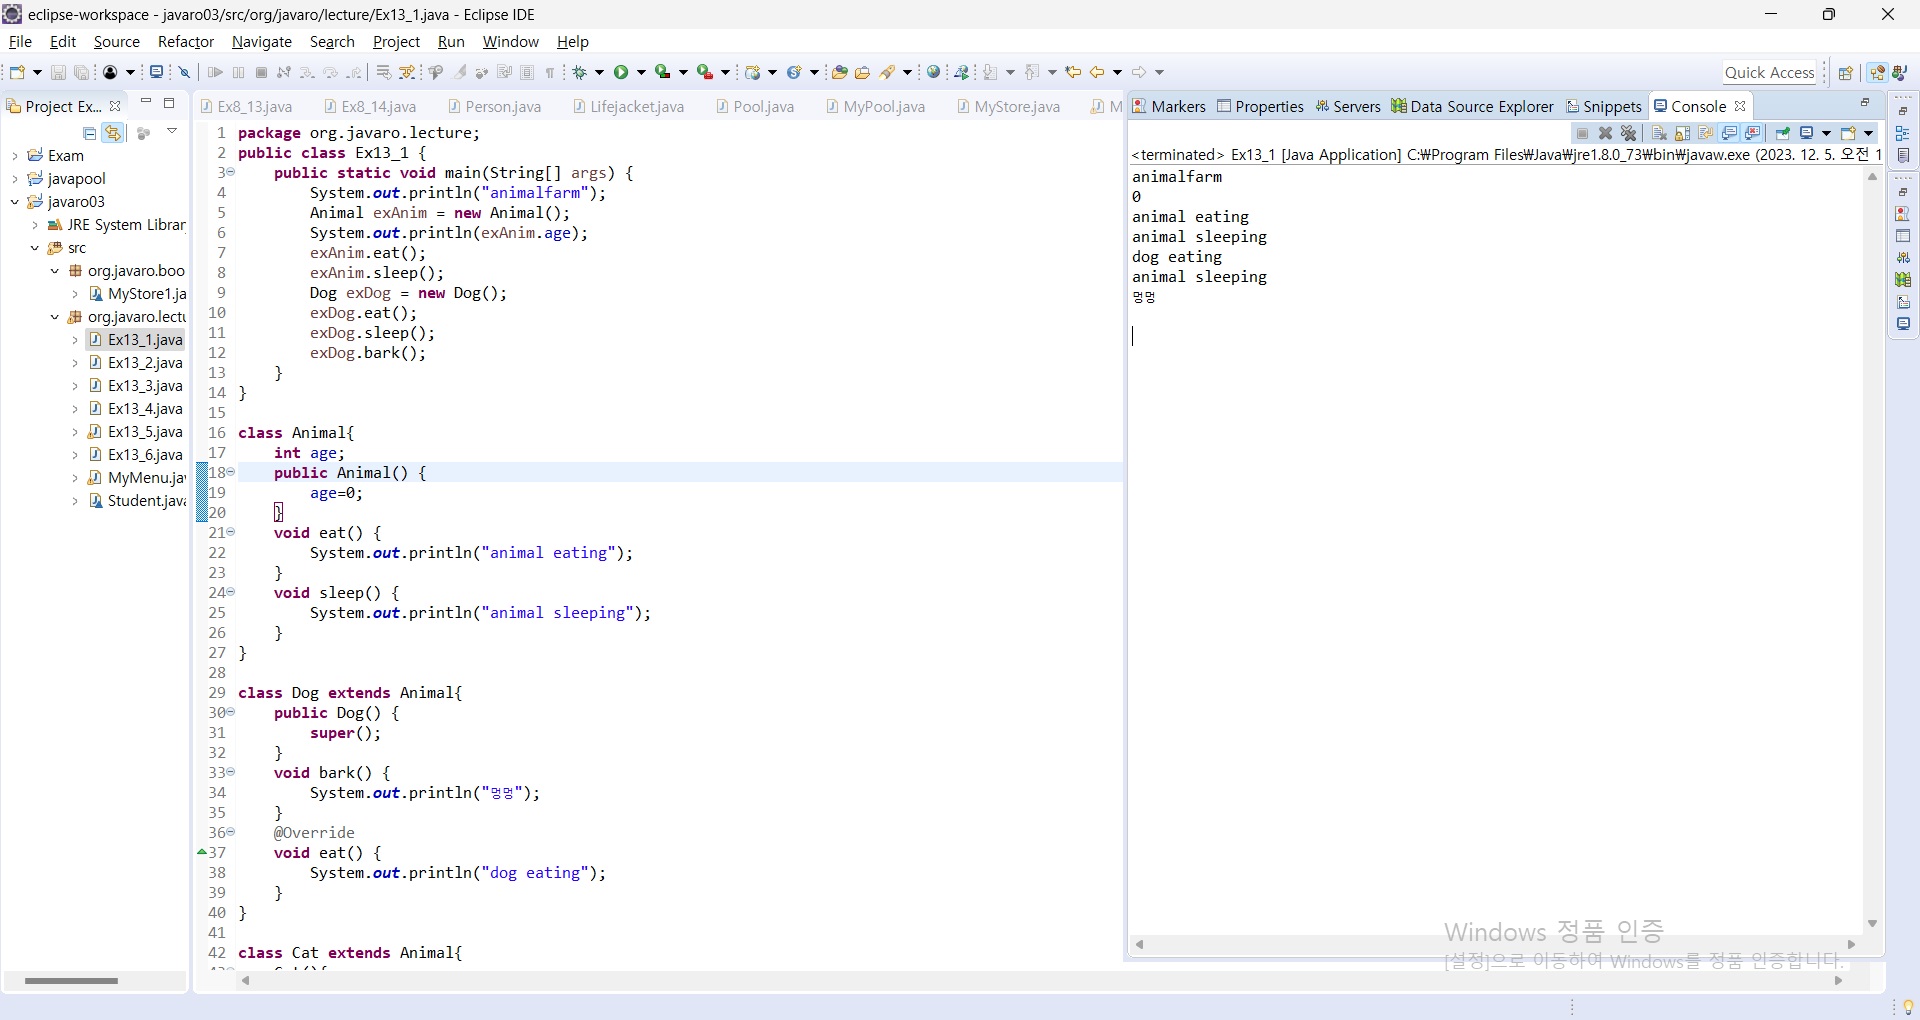 eclipse-workspace - javaro03/src/org/javaro/lecture/Ex13_1.java - Eclipse IDE
File Edit Source Refactor Navigate Search Project Run Window Help
Quick Access
Project Ex...
Exam
javapool
javaro03
JRE System Librar
src
org.javaro.boo
MyStore1.ja
org.javaro.lectu
Ex13_1.java
Ex13_2.java
Ex13_3.java
Ex13_4.java
Ex13_5.java
Ex13_6.java
MyMenu.jav
Student.java
Ex8_13.java Ex8_14.java Person.java Lifejacket.java Pool.java MyPool.java MyStore.java M
1 package org.javaro.lecture;
2 public class Ex13_1 {
3 public static void main(String[] args) {
4 System.out.println("animalfarm");
5 Animal exAnim = new Animal();
6 System.out.println(exAnim.age);
7 exAnim.eat();
8 exAnim.sleep();
9 Dog exDog = new Dog();
10 exDog.eat();
11 exDog.sleep();
12 exDog.bark();
13 }
14 }
15
16 class Animal{
17 int age;
18 public Animal() {
19 age=0;
20 }
21 void eat() {
22 System.out.println("animal eating");
23 }
24 void sleep() {
25 System.out.println("animal sleeping");
26 }
27 }
28
29 class Dog extends Animal{
30 public Dog() {
31 super();
32 }
33 void bark() {
34 System.out.println("멍멍");
35 }
36 @Override
37 void eat() {
38 System.out.println("dog eating");
39 }
40 }
41
42 class Cat extends Animal{
Markers Properties Servers Data Source Explorer Snippets Console
<terminated> Ex13_1 [Java Application] C:₩Program Files₩Java₩jre1.8.0_73₩bin₩javaw.exe (2023. 12. 5. 오전 1
animalfarm
0
animal eating
animal sleeping
dog eating
animal sleeping
멍멍
Windows 정품 인증
[설정]으로 이동하여 Windows를 정품 인증합니다.